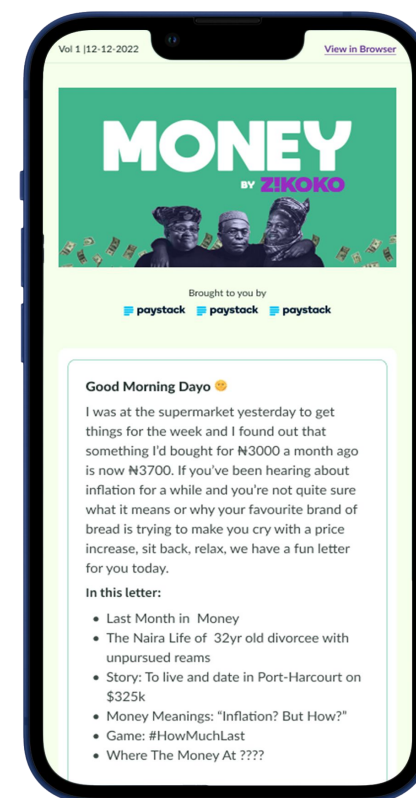 Vol 1 |12-12-2022
View in Browser
MONEY
BY Z!KOKO
Brought to you by
paystack paystack paystack
Good Morning Dayo
I was at the supermarket yesterday to get
things for the week and I found out that
something I'd bought for ₦3000 a month ago
is now ₦3700. If you've been hearing about
inflation for a while and you're not quite sure
what it means or why your favourite brand of
bread is trying to make you cry with a price
increase, sit back, relax, we have a fun letter
for you today.
In this letter:
• Last Month in Money
• The Naira Life of 32yr old divorcee with
unpursued reams
• Story: To live and date in Port-Harcourt on
$325k
• Money Meanings: “Inflation? But How?”
• Game: #HowMuchLast
• Where The Money At ????